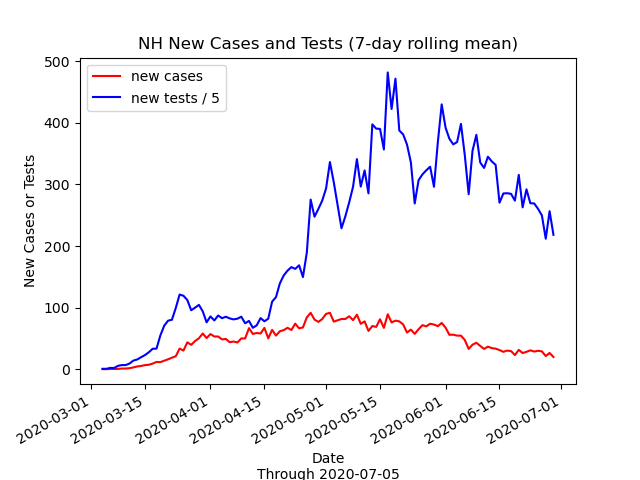 NH New Cases and Tests (7-day rolling mean)
new cases
new tests / 5
500
400
300
200
100
0
New Cases or Tests
2020-03-01
2020-03-15
2020-04-01
2020-04-15
2020-05-01
2020-05-15
2020-06-01
2020-06-15
2020-07-01
Date
Through 2020-07-05